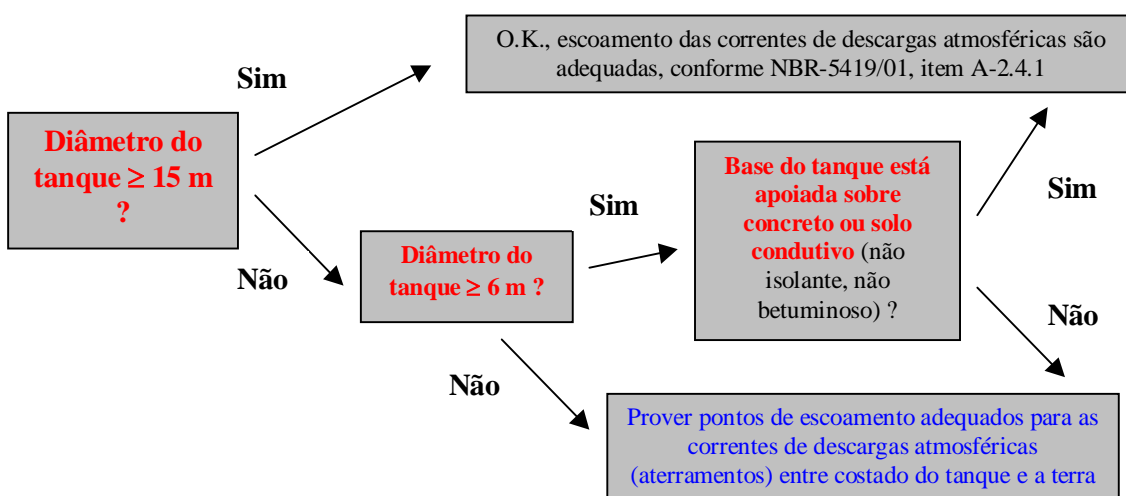 O.K., escoamento das correntes de descargas atmosféricas são
adequadas, conforme NBR-5419/01, item A-2.4.1
Sim
Diâmetro do
tanque ≥ 15 m
?
Base do tanque está
apoiada sobre
concreto ou solo
condutivo (não
isolante, não
betuminoso) ?
Sim
Sim
Não
Diâmetro do
tanque ≥ 6 m ?
Não
Não
Prover pontos de escoamento adequados para as
correntes de descargas atmosféricas
(aterramentos) entre costado do tanque e a terra